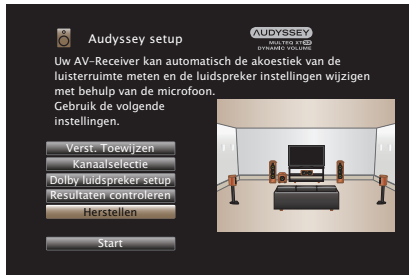 Audyssey setup
AUDYSSEY
MULTEQ XT32
DYNAMIC VOLUME
Uw AV-Receiver kan automatisch de akoestiek van de
luisterruimte meten en de luidspreker instellingen wijzigen
met behulp van de microfoon.
Gebruik de volgende
instellingen.
Verst. Toewijzen
Kanaalselectie
Dolby luidspreker setup
Resultaten controleren
Herstellen
Start